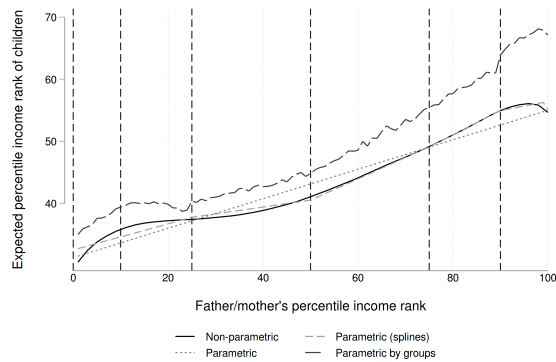 Expected percentile income rank of children
70
60
50
40
0
20
40
60
80
100
Father/mother's percentile income rank
Non-parametric
Parametric (splines)
Parametric
Parametric by groups